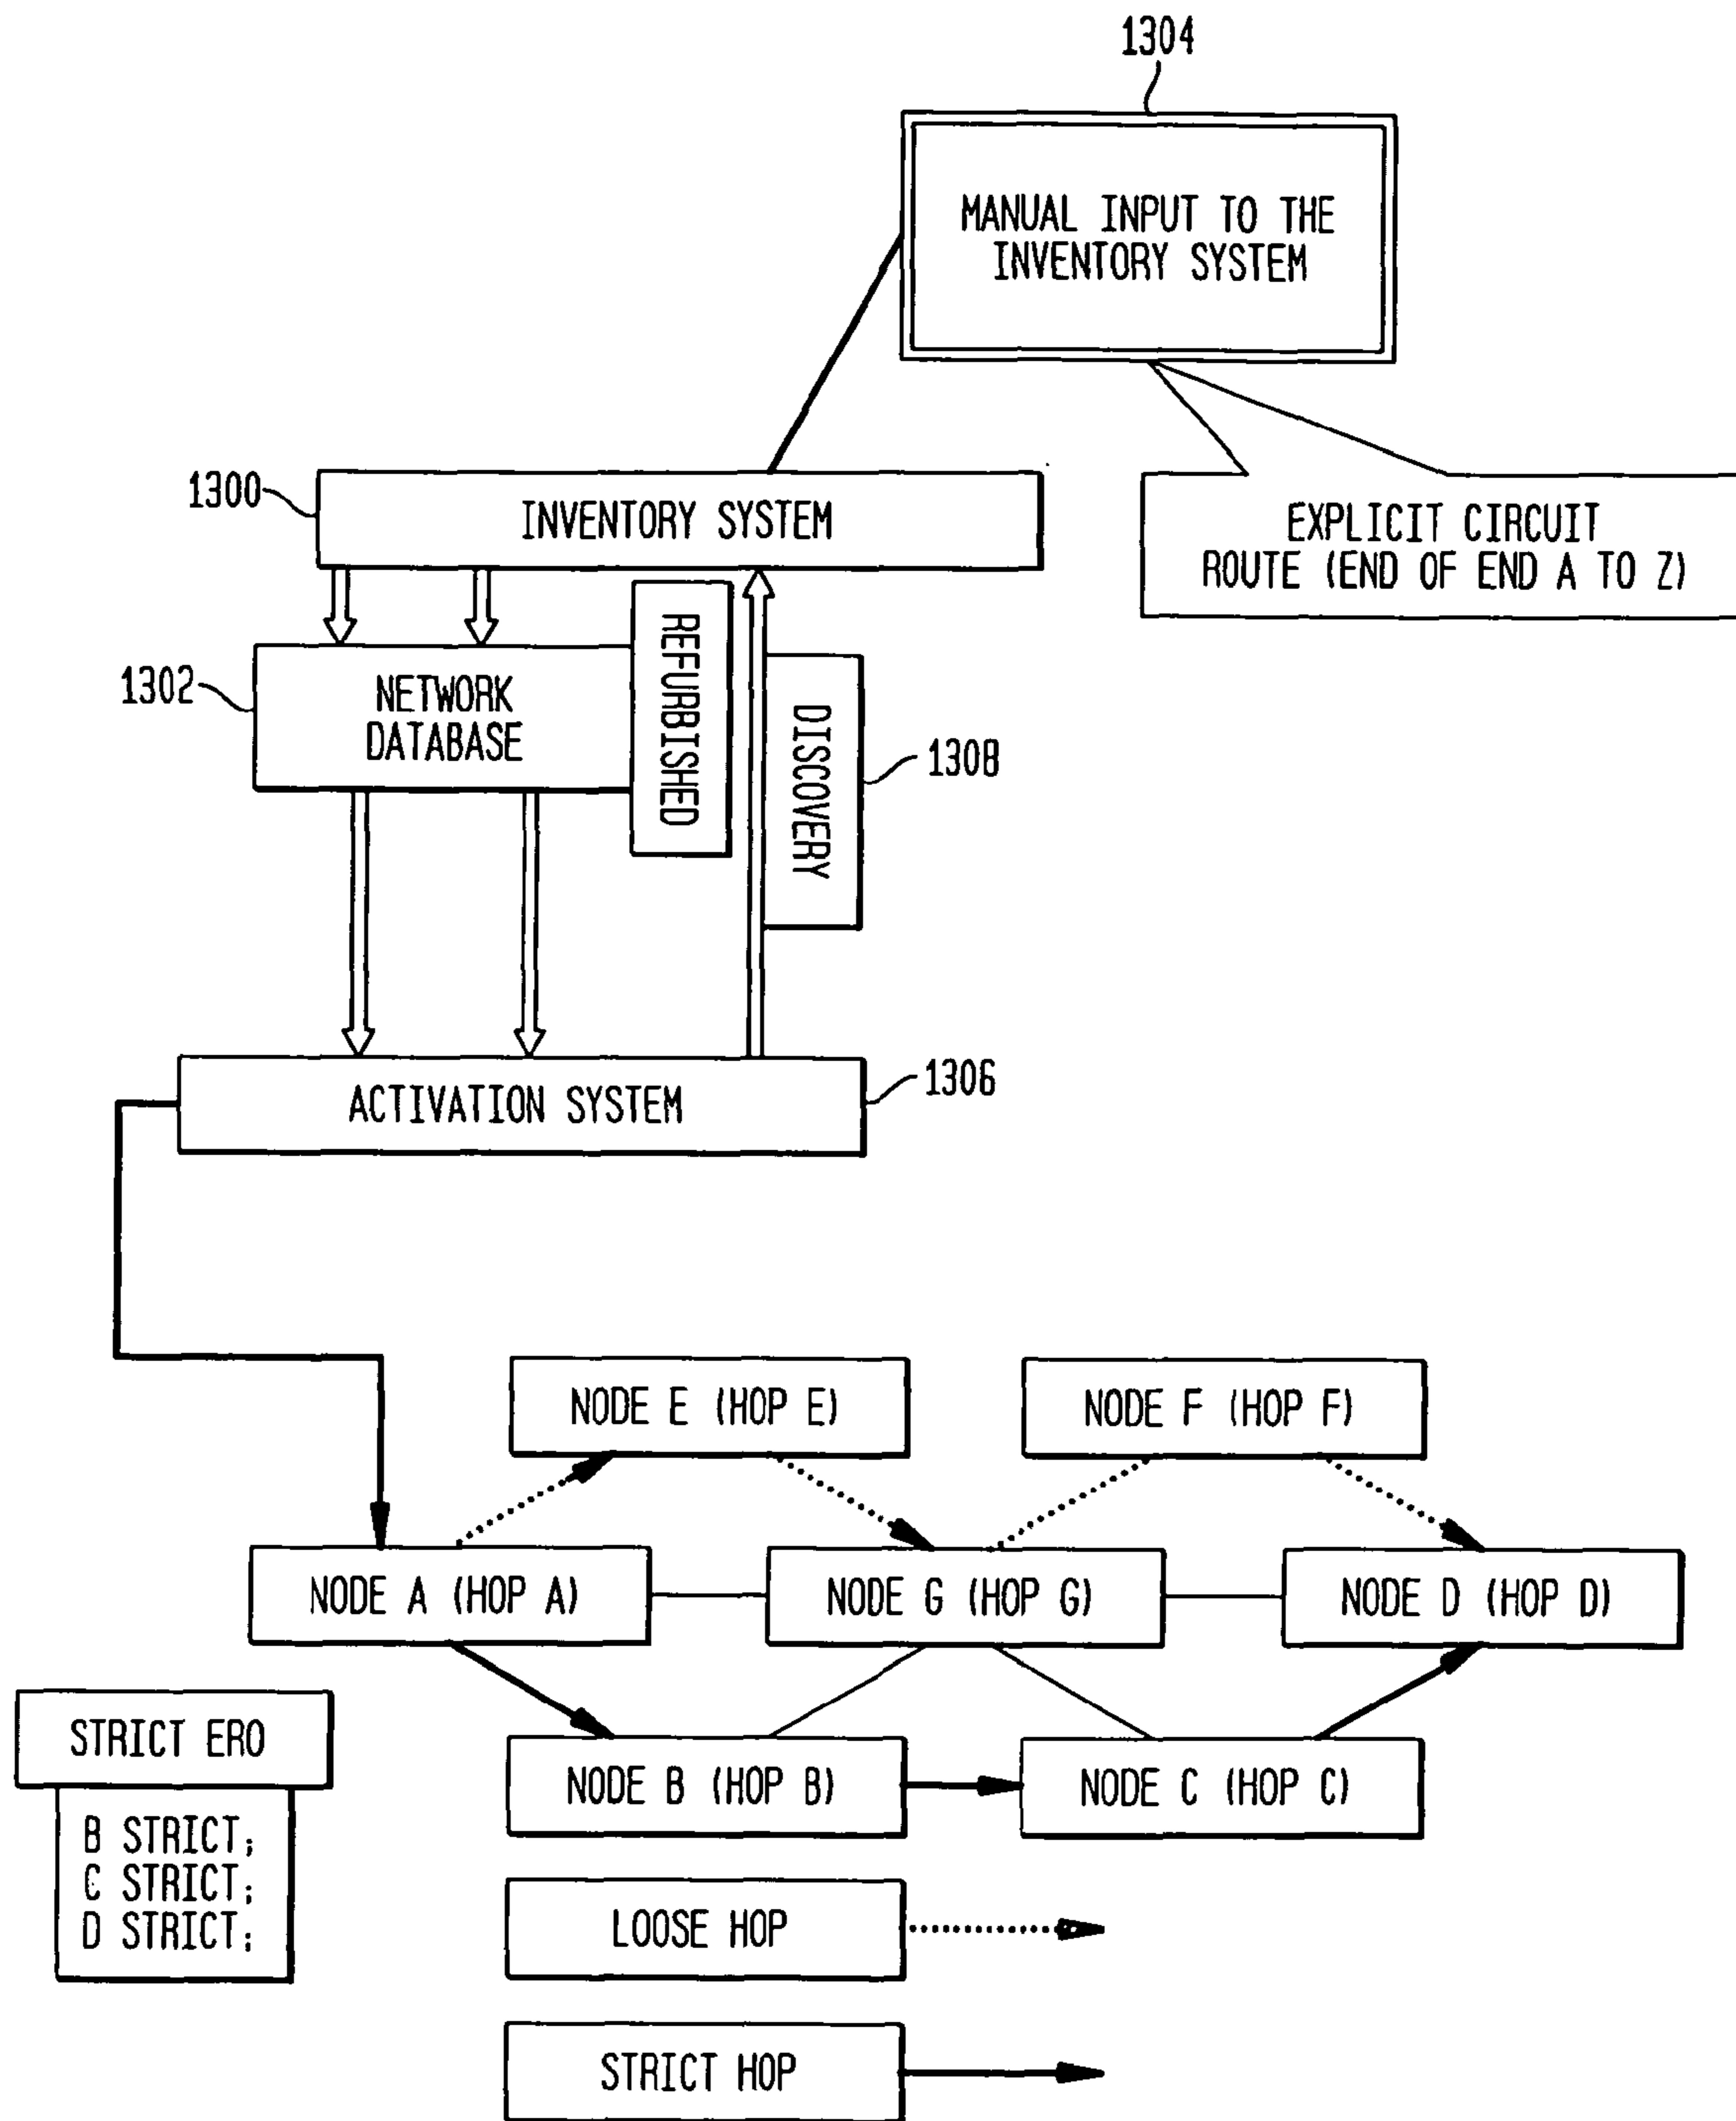 1304
MANUAL INPUT TO THE
INVENTORY SYSTEM
1300
INVENTORY SYSTEM
EXPLICIT CIRCUIT
ROUTE (END OF END A TO Z)
1302
NETWORK
DATABASE
REFURBISHED
DISCOVERY
1308
ACTIVATION SYSTEM
1306
NODE E (HOP E)
NODE F (HOP F)
NODE A (HOP A)
NODE G (HOP G)
NODE D (HOP D)
STRICT ERO
NODE B (HOP B)
NODE C (HOP C)
B STRICT;
C STRICT;
D STRICT;
LOOSE HOP
STRICT HOP